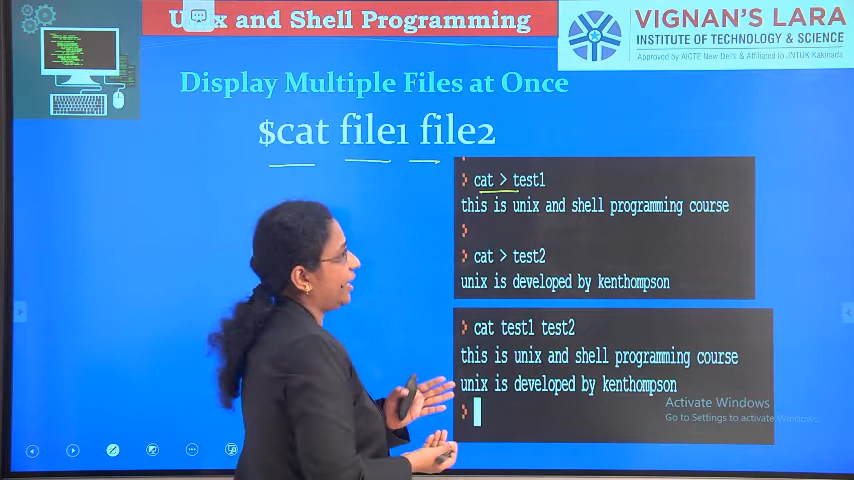 Unix and Shell Programming
VIGNAN'S LARA
INSTITUTE OF TECHNOLOGY & SCIENCE
Approved by AICTE New Delhi & Affiliated to JNTUK Kakinada
Display Multiple Files at Once
$cat file1 file2
cat > test1
this is unix and shell programming course
cat > test2
unix is developed by kenthompson
cat test1 test2
this is unix and shell programming course
unix is developed by kenthompson
Activate Windows
Go to Settings to activate Windows.